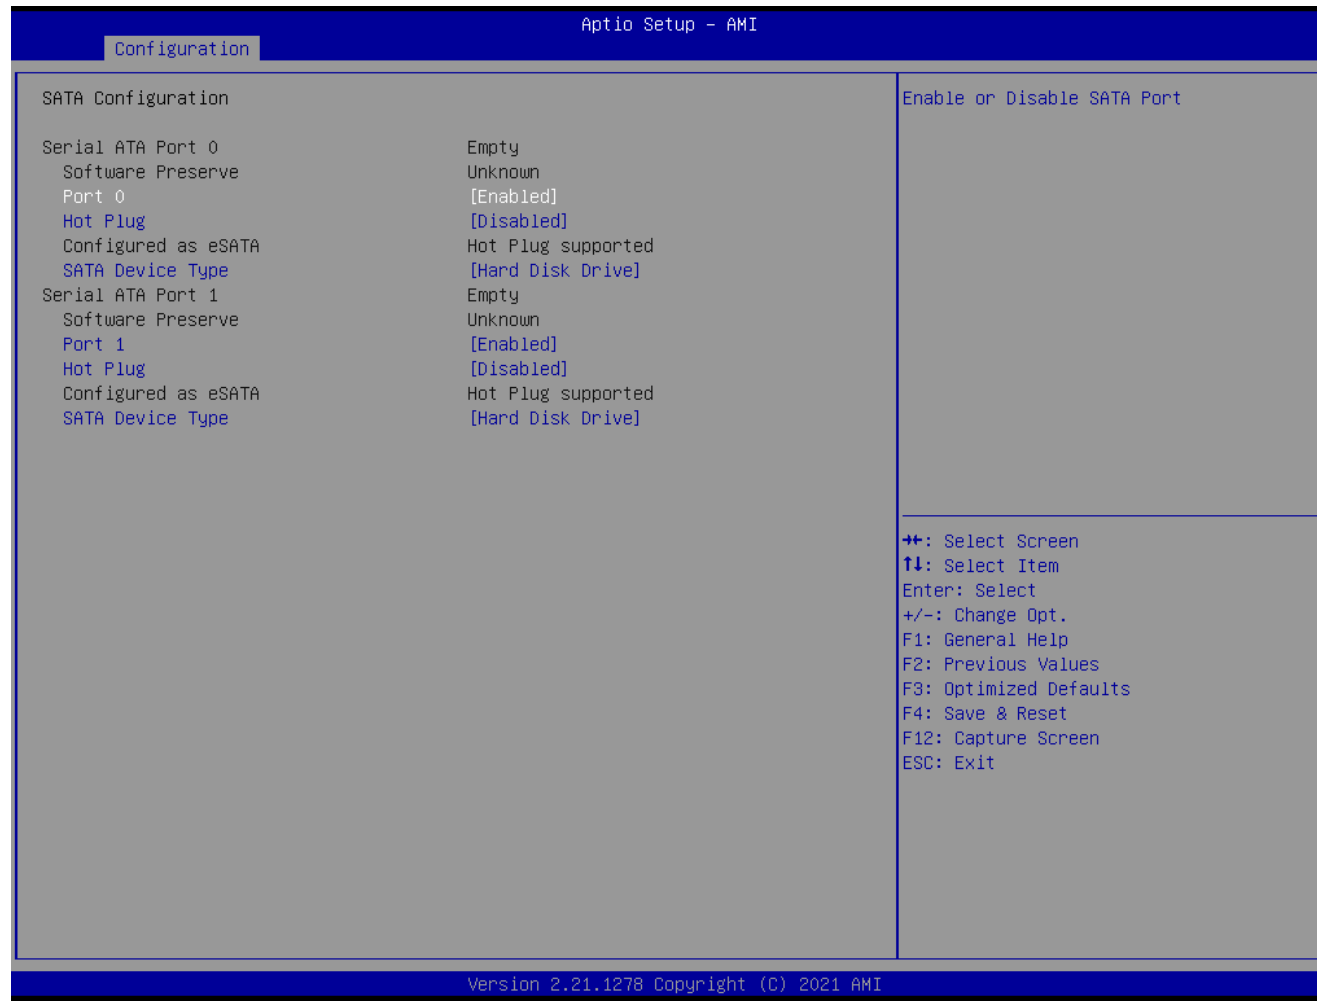 Aptio Setup – AMI
Configuration
SATA Configuration
Serial ATA Port 0 Empty
Software Preserve Unknown
Port 0 [Enabled]
Hot Plug [Disabled]
Configured as eSATA Hot Plug supported
SATA Device Type [Hard Disk Drive]
Serial ATA Port 1 Empty
Software Preserve Unknown
Port 1 [Enabled]
Hot Plug [Disabled]
Configured as eSATA Hot Plug supported
SATA Device Type [Hard Disk Drive]
Enable or Disable SATA Port
→←: Select Screen
↑↓: Select Item
Enter: Select
+/-: Change Opt.
F1: General Help
F2: Previous Values
F3: Optimized Defaults
F4: Save & Reset
F12: Capture Screen
ESC: Exit
Version 2.21.1278 Copyright (C) 2021 AMI